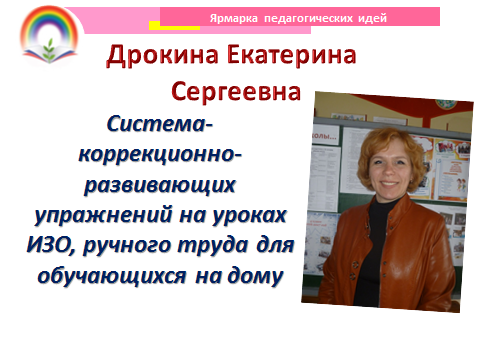 Ярмарка педагогических идей
Дрокина Екатерина
Сергеевна
Система-
коррекционно-
развивающих
упражнений на уроках
ИЗО, ручного труда для
обучающихся на дому